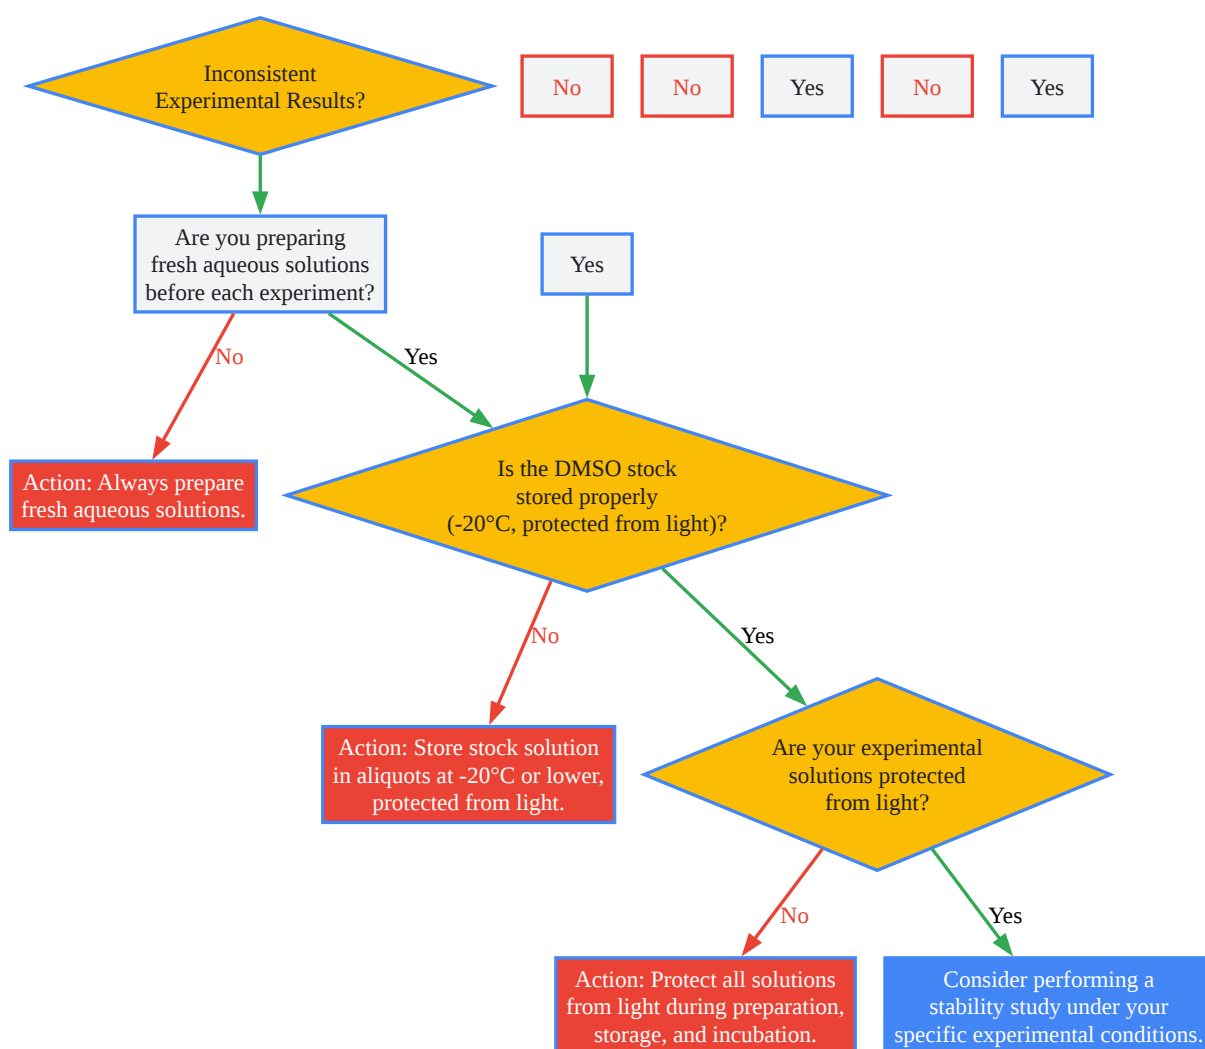 Inconsistent
Experimental Results?
No
No
Yes
No
Yes
Are you preparing
fresh aqueous solutions
before each experiment?
Yes
No
Yes
Action: Always prepare
fresh aqueous solutions.
Is the DMSO stock
stored properly
(-20°C, protected from light)?
No
Yes
Action: Store stock solution
in aliquots at -20°C or lower,
protected from light.
Are your experimental
solutions protected
from light?
No
Yes
Action: Protect all solutions
from light during preparation,
storage, and incubation.
Consider performing a
stability study under your
specific experimental conditions.